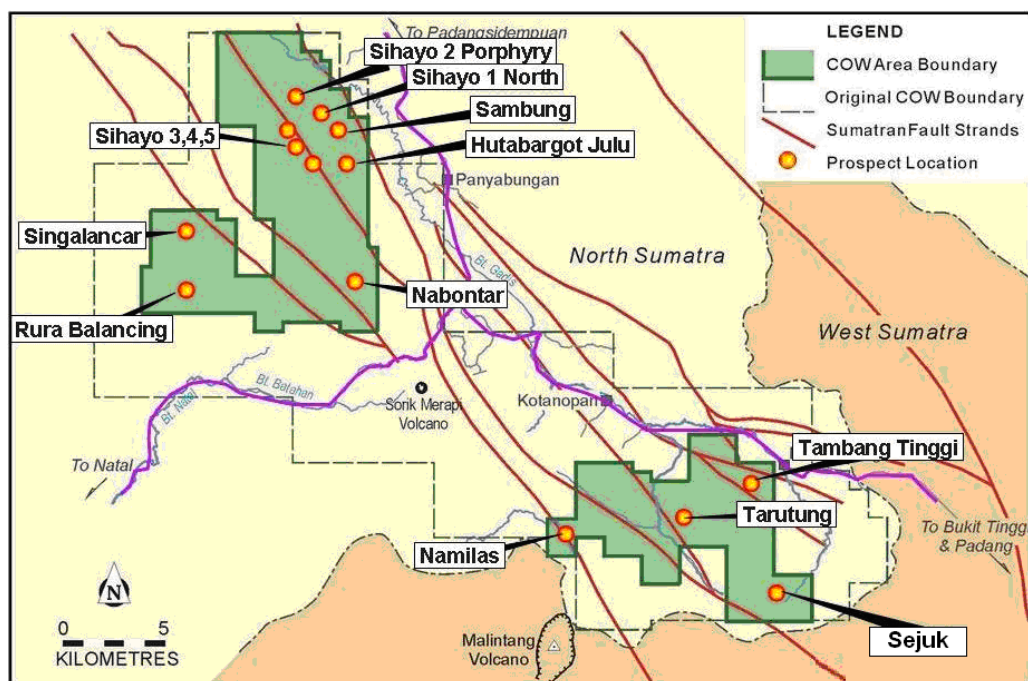 To Padangsidempuan
Sihayo 2 Porphyry
Sihayo 1 North
Sambung
Sihayo 3,4,5
Hutabargot Julu
Panyabungan
Singalancar
Bt. Gadis
North Sumatra
Nabontar
Rura Balancing
West Sumatra
Bt. Batahan
Bt. Natal
Sorik Merapi
Volcano
Kotanopan
To Natal
Tambang Tinggi
Tarutung
To Bukit Tinggi
& Padang
Namilas
N
0 5
KILOMETRES
Malintang
Volcano
Sejuk
LEGEND
COW Area Boundary
Original COW Boundary
Sumatran Fault Strands
Prospect Location